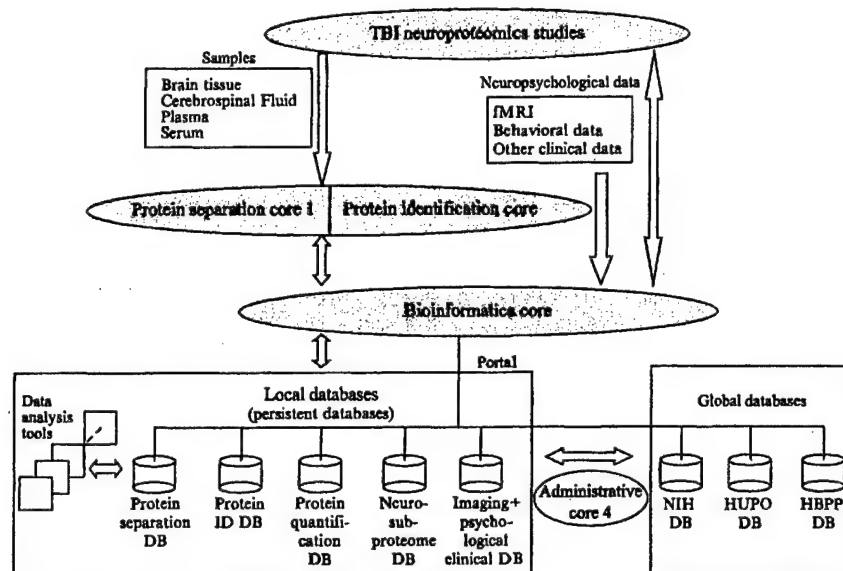 TBI neuroproteomics studies
Samples
Brain tissue
Cerebrospinal Fluid
Plasma
Serum
Neuropsychological data
fMRI
Behavioral data
Other clinical data
Protein separation core 1
Protein identification core
Bioinformatica core
Portal
Data
analysis
tools
Local databases
(persistent databases)
Global databases
Protein
separation
DB
Protein
ID DB
Protein
quantifi-
cation
DB
Neuro-
sub-
proteome
DB
Imaging+
psycho-
logical
clinical DB
Administrative
core 4
NIH
DB
HUPO
DB
HBPP
DB